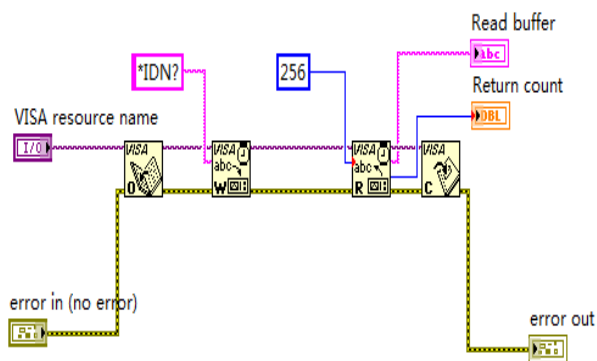 Read buffer
abc
*IDN?
256
Return count
DBL
VISA resource name
I/O
VISA
O
VISA
abc
W
VISA
abc
R
VISA
C
error in (no error)
error out